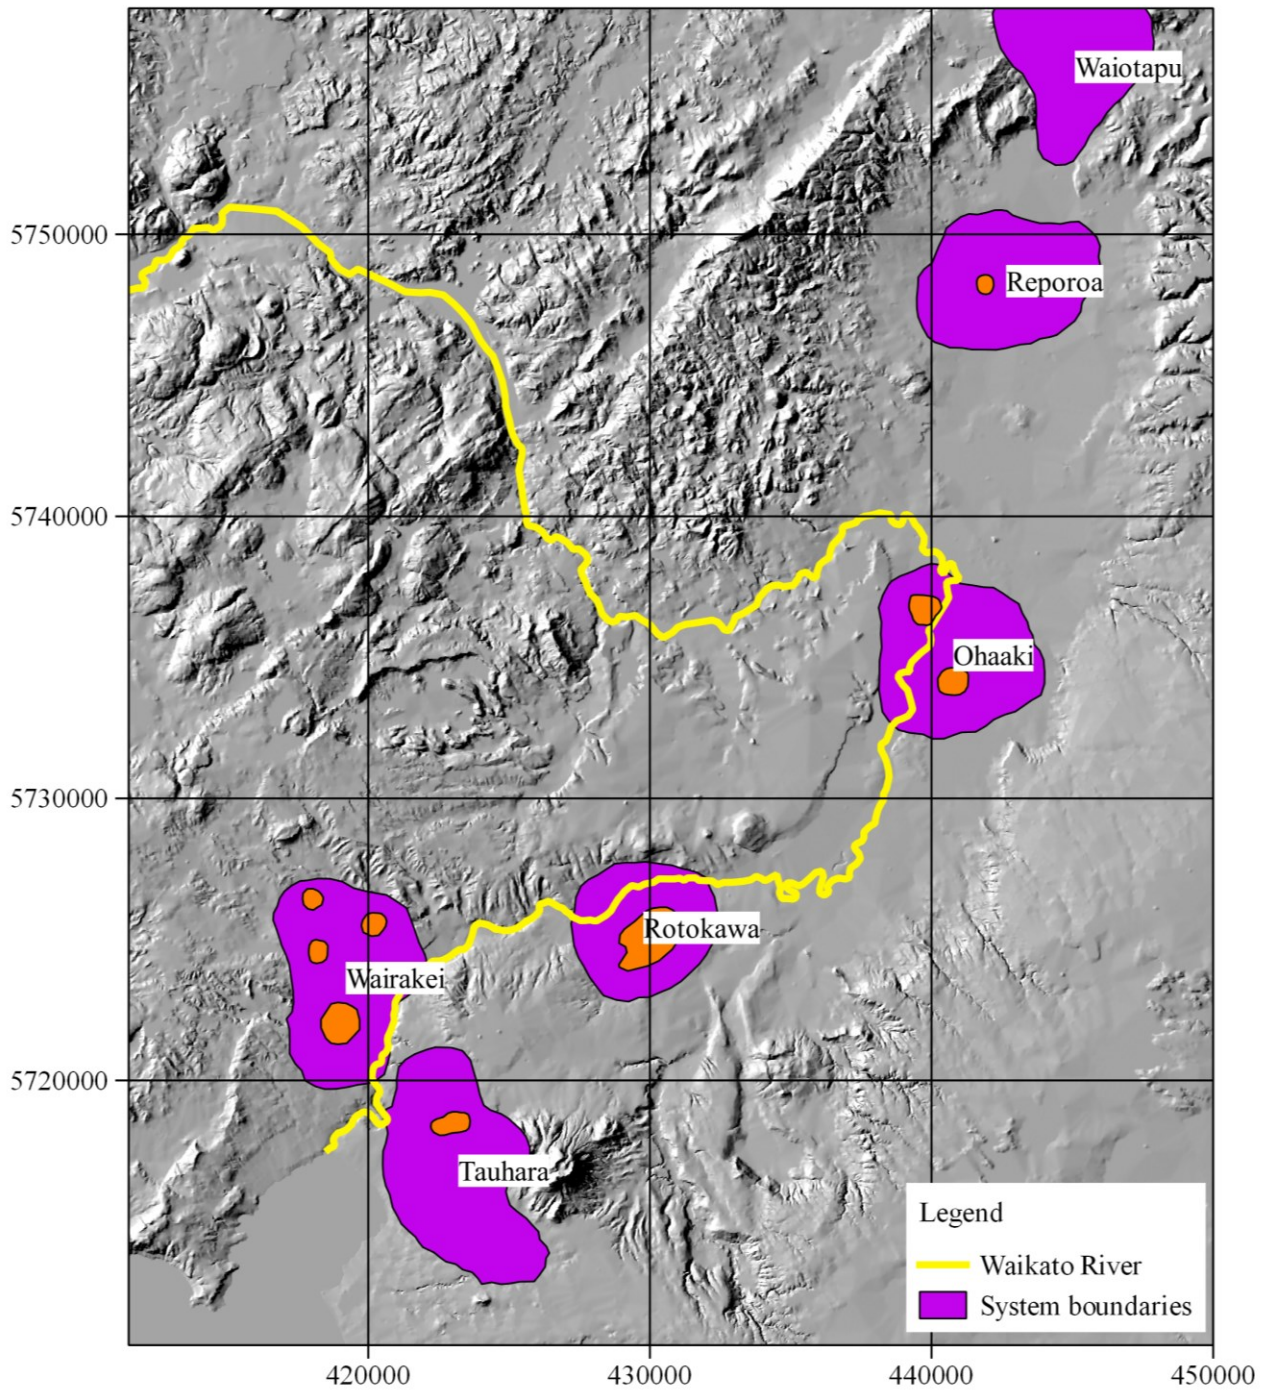 Waiotapu
5750000
Reporoa
5740000
Ohaaki
5730000
Rotokawa
Wairakei
5720000
Tauhara
Legend
Waikato River
System boundaries
420000
430000
440000
450000